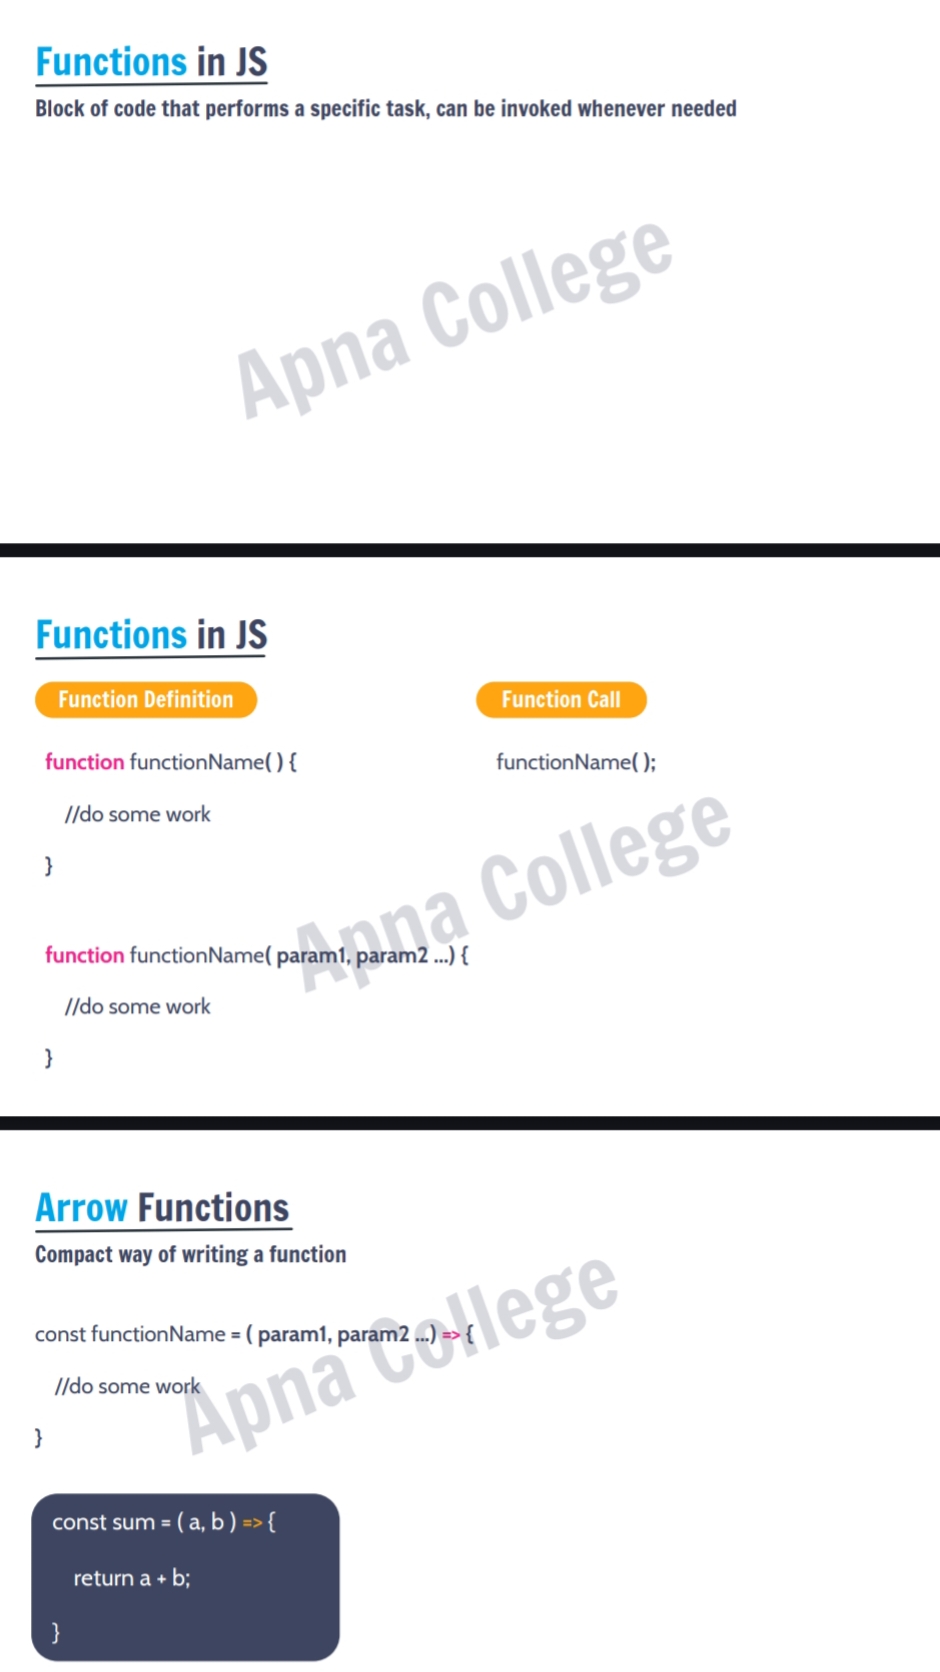 Functions in JS
Block of code that performs a specific task, can be invoked whenever needed
Apna College
Functions in JS
Function Definition
Function Call
function functionName( ) {
functionName( );
//do some work
}
Apna College
function functionName( param1, param2 ...) {
//do some work
}
Arrow Functions
Compact way of writing a function
Apna College
const functionName = ( param1, param2 ...) => {
//do some work
}
const sum = ( a, b ) => {
return a + b;
}